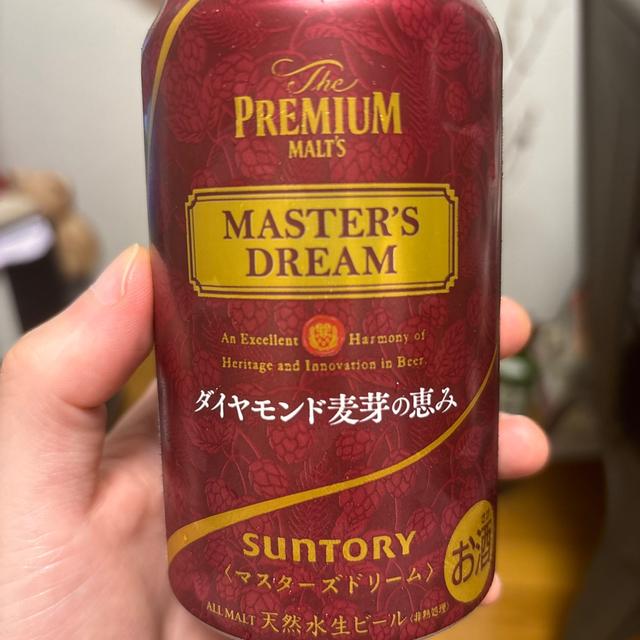 The
PREMIUM
MALT'S
MASTER'S
DREAM
An Excellent Harmony of
Heritage and Innovation in Beer.
ダイヤモンド麦芽の恵み
SUNTORY
〈マスターズドリーム〉
お酒
ALL MALT 天然水生ビール〈非熱処理〉